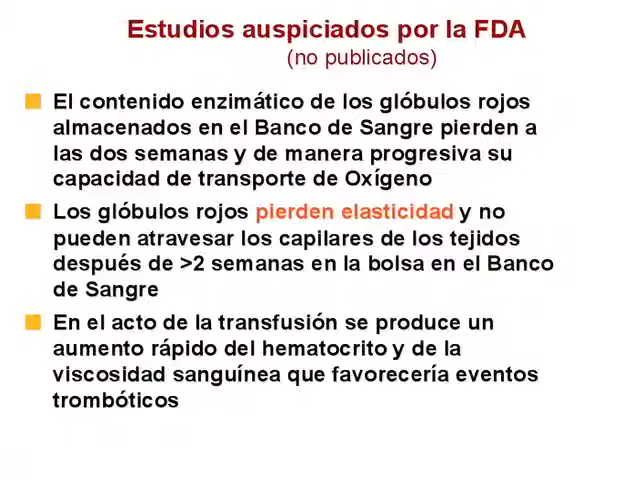 Estudios auspiciados por la FDA
(no publicados)
El contenido enzimático de los glóbulos rojos
almacenados en el Banco de Sangre pierden a
las dos semanas y de manera progresiva su
capacidad de transporte de Oxígeno
Los glóbulos rojos pierden elasticidad y no
pueden atravesar los capilares de los tejidos
después de >2 semanas en la bolsa en el Banco
de Sangre
En el acto de la transfusión se produce un
aumento rápido del hematocrito y de la
viscosidad sanguínea que favorecería eventos
trombóticos